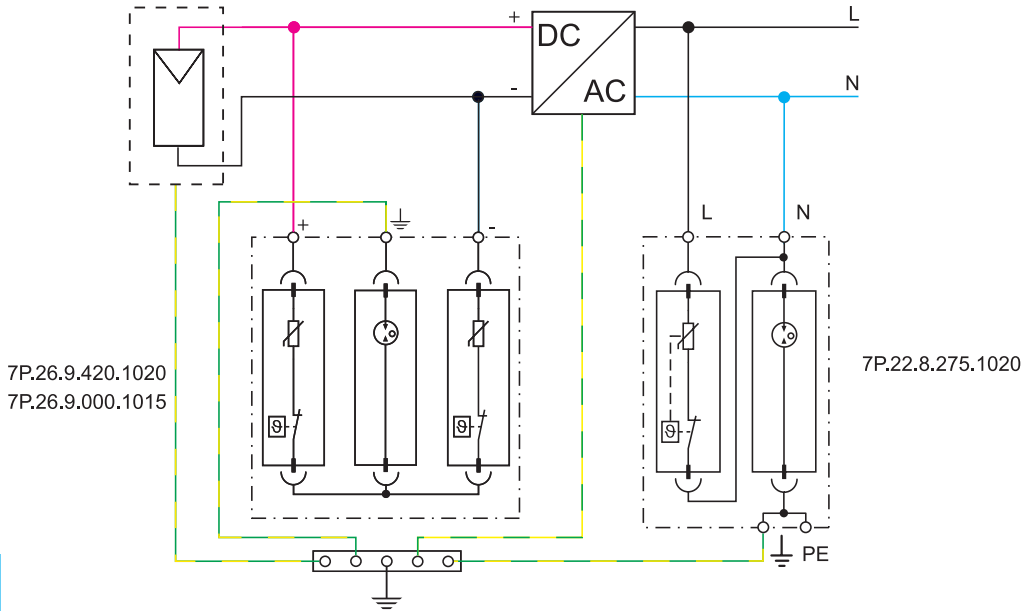 +
DC
L
AC
-
N
L
N
+
-
7P.26.9.420.1020
7P.26.9.000.1015
7P.22.8.275.1020
ϑ
ϑ
ϑ
PE